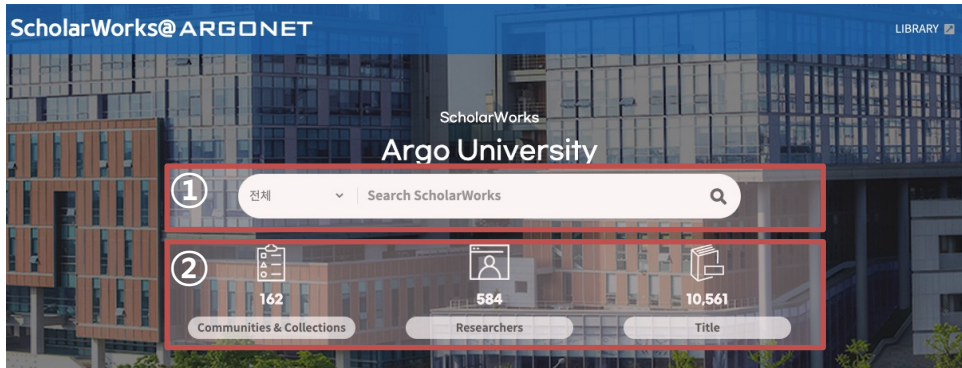 ScholarWorks@ARGONET
LIBRARY
ScholarWorks
Argo University
① 전체 Search ScholarWorks
②
162 584 10,561
Communities & Collections Researchers Title